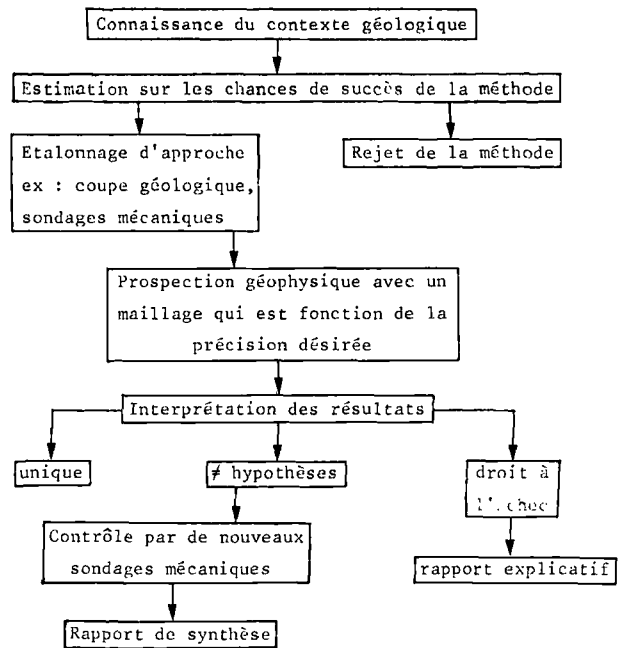 Connaissance du contexte géologique
Estimation sur les chances de succès de la méthode
Etalonnage d'approche
ex : coupe géologique,
sondages mécaniques
Rejet de la méthode
Prospection géophysique avec un
maillage qui est fonction de la
précision désirée
Interprétation des résultats
unique
≠ hypothèses
droit à
Contrôle par de nouveaux
sondages mécaniques
rapport explicatif
Rapport de synthèse